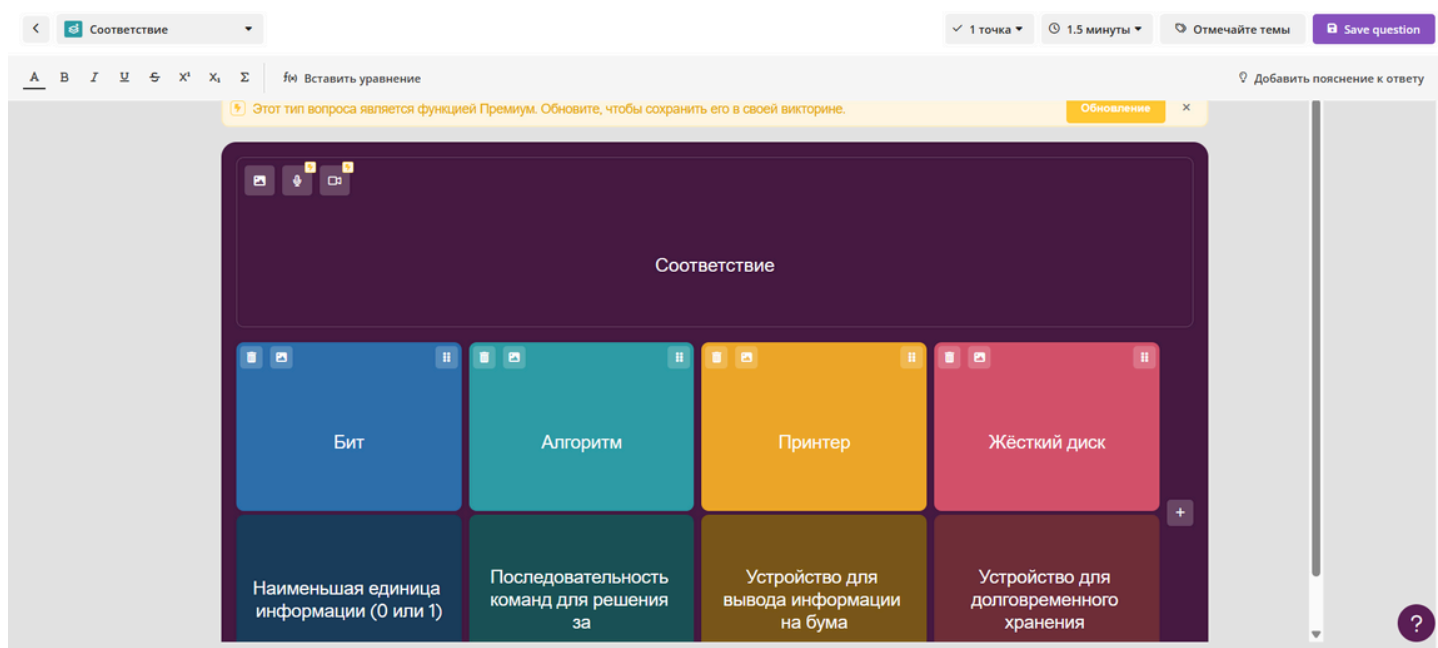 Соответствие
1 точка
1.5 минуты
Отмечайте темы
Save question
A B I U S X¹ X₁ Σ f(x) Вставить уравнение
Добавить пояснение к ответу
Этот тип вопроса является функцией Премиум. Обновите, чтобы сохранить его в своей викторине.
Обновление
Соответствие
Бит
Алгоритм
Принтер
Жёсткий диск
+
Наименьшая единица
информации (0 или 1)
Последовательность
команд для решения
за
Устройство для
вывода информации
на бума
Устройство для
долговременного
хранения
?